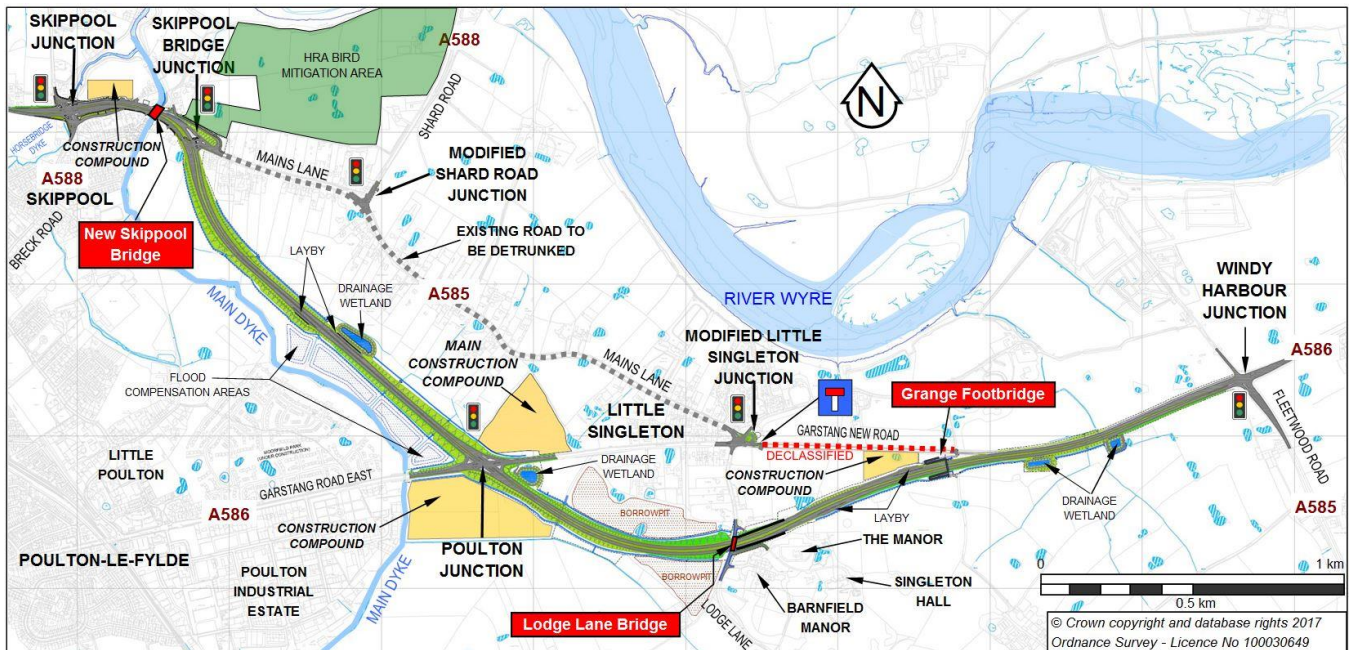 SKIPPOOL
JUNCTION
SKIPPOOL
BRIDGE
JUNCTION
HRA BIRD
MITIGATION AREA
A588
SHARD ROAD
N
HORSEBRIDGE
DYKE
CONSTRUCTION
COMPOUND
MAINS LANE
MODIFIED
SHARD ROAD
JUNCTION
A588
SKIPPOOL
BRECK ROAD
New Skippool
Bridge
EXISTING ROAD TO
BE DETRUNKED
LAYBY
DRAINAGE
WETLAND
A585
MAIN DYKE
RIVER WYRE
WINDY
HARBOUR
JUNCTION
A586
MAIN
CONSTRUCTION
COMPOUND
MAINS LANE
MODIFIED LITTLE
SINGLETON
JUNCTION
FLOOD
COMPENSATION AREAS
Grange Footbridge
FLEETWOOD ROAD
LITTLE
SINGLETON
GARSTANG NEW ROAD
DECLASSIFIED
MOORFIELD PARK
(UNDER CONSTRUCTION)
LITTLE
POULTON
GARSTANG ROAD EAST
DRAINAGE
WETLAND
CONSTRUCTION
COMPOUND
DRAINAGE
WETLAND
A585
A586
CONSTRUCTION
COMPOUND
BORROWPIT
LAYBY
THE MANOR
POULTON-LE-FYLDE
POULTON
INDUSTRIAL
ESTATE
MAIN DYKE
POULTON
JUNCTION
BORROWPIT
SINGLETON
HALL
BARNFIELD
MANOR
LODGE LANE
Lodge Lane Bridge
0
1 km
0.5 km
© Crown copyright and database rights 2017
Ordnance Survey - Licence No 100030649